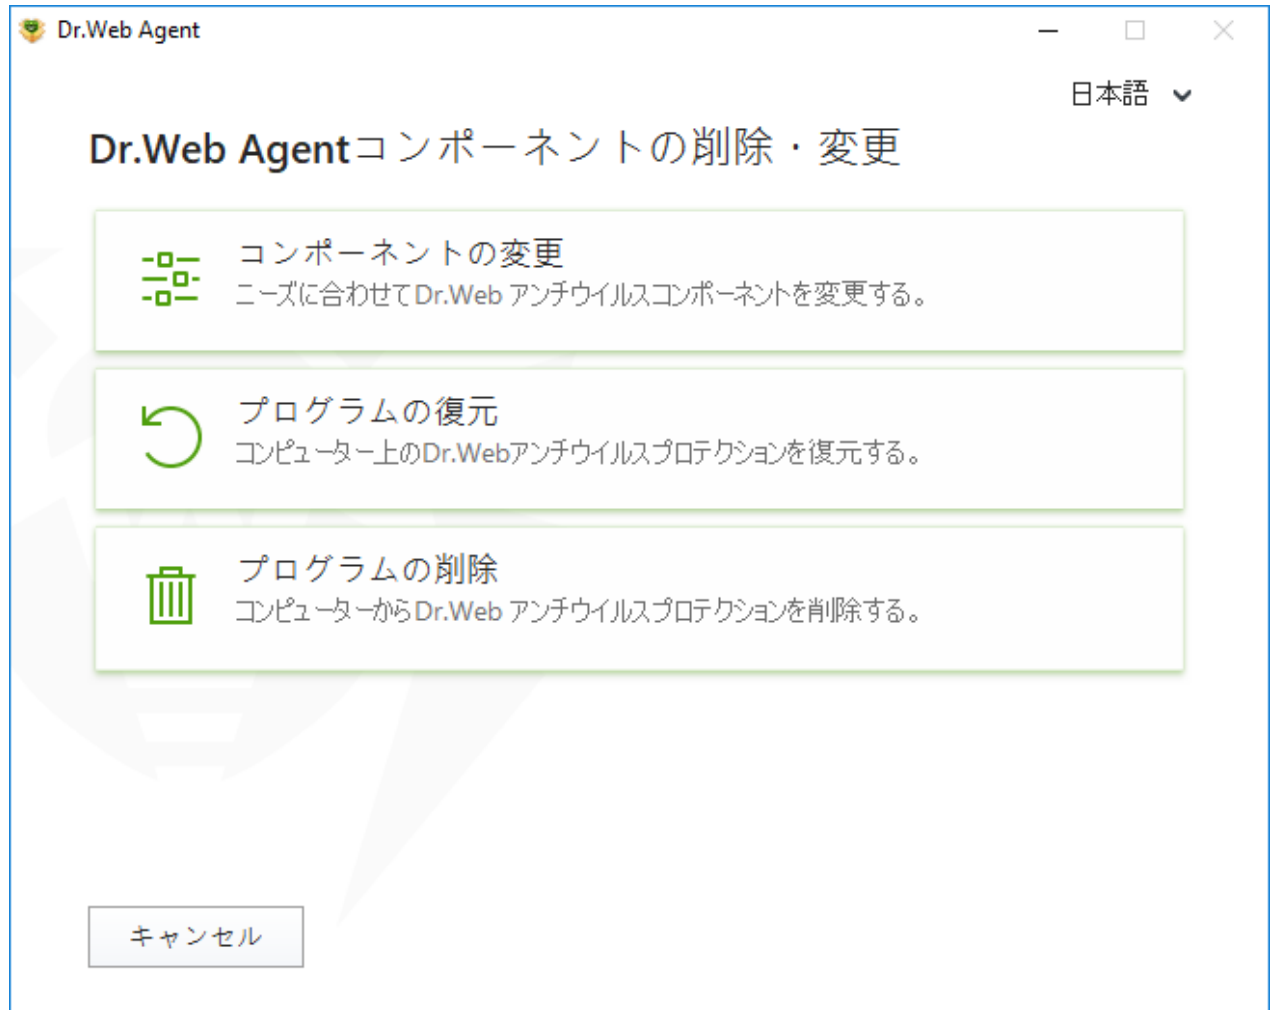 Dr.Web Agent
日本語
Dr.Web Agentコンポーネントの削除・変更
コンポーネントの変更
ニーズに合わせてDr.Web アンチウイルスコンポーネントを変更する。
プログラムの復元
コンピューター上のDr.Webアンチウイルスプロテクションを復元する。
プログラムの削除
コンピューターからDr.Web アンチウイルスプロテクションを削除する。
キャンセル